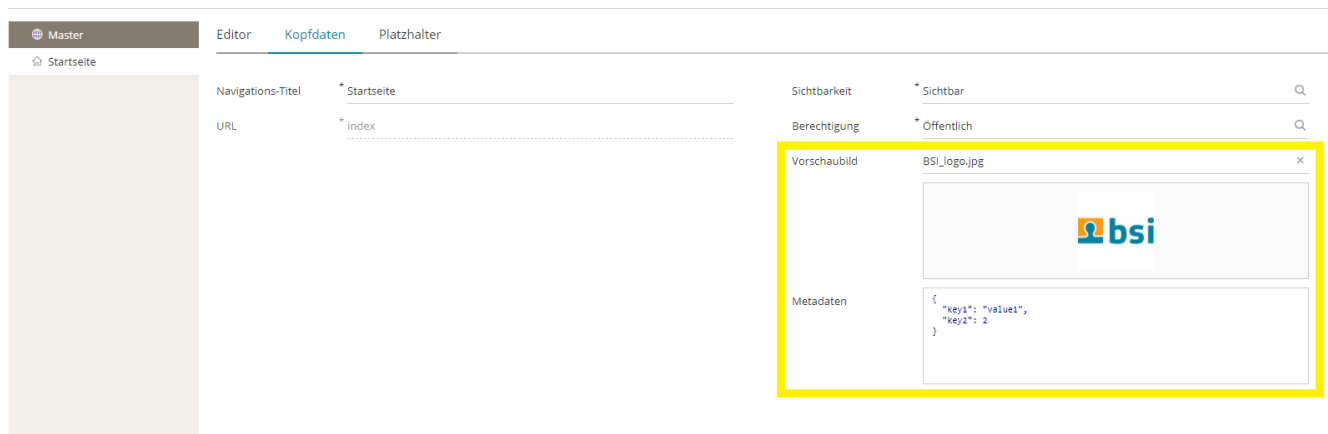 Master
Startseite
Editor Kopfdaten Platzhalter
Navigations-Titel * Startseite
URL * index
Sichtbarkeit * Sichtbar
Berechtigung * Öffentlich
Vorschaubild BSI_logo.jpg
bsi
Metadaten
{
"key1": "value1",
"key2": 2
}